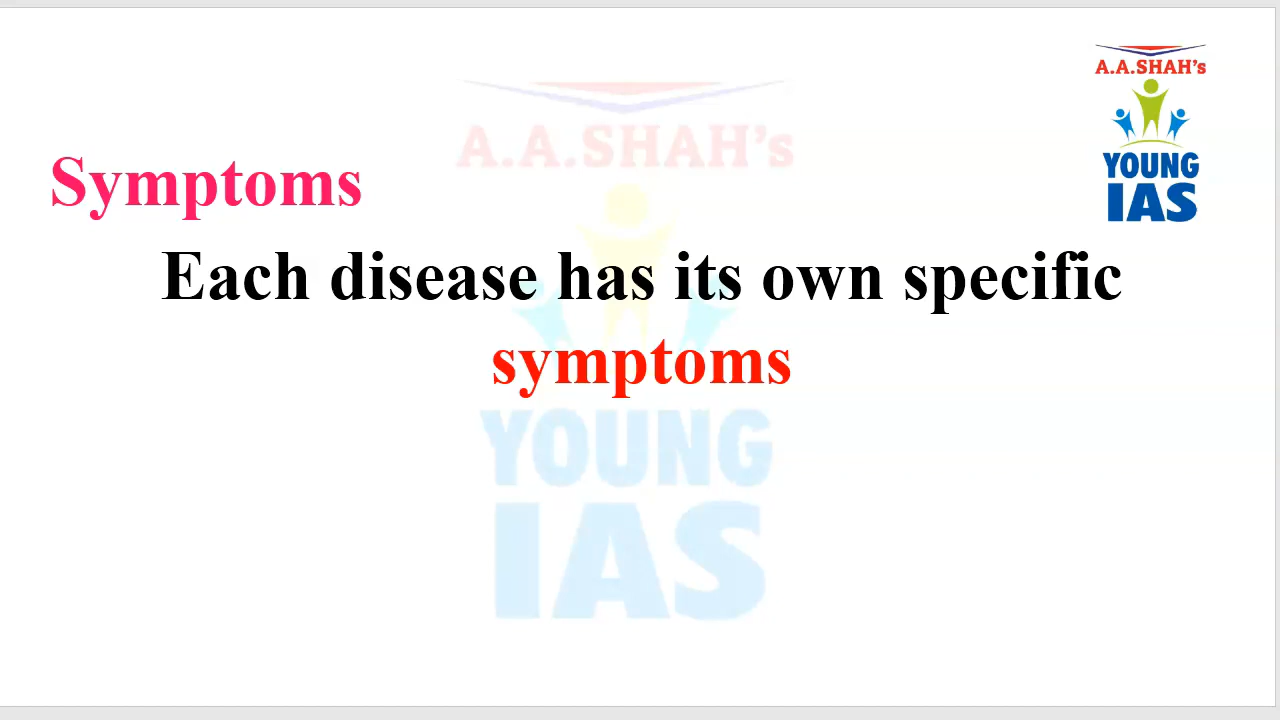 A.A.SHAH's
YOUNG
IAS
Symptoms
Each disease has its own specific
symptoms
A.A.SHAH's
YOUNG
IAS